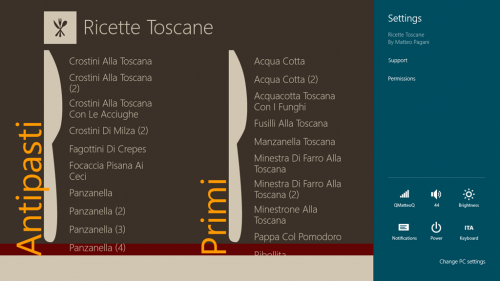 Ricette Toscane
Antipasti
Crostini Alla Toscana
Crostini Alla Toscana
(2)
Crostini Alla Toscana
Con Le Acciughe
Crostini Di Milza (2)
Fagottini Di Crepes
Focaccia Pisana Ai
Ceci
Panzanella
Panzanella (2)
Panzanella (3)
Panzanella (4)
Primi
Acqua Cotta
Acqua Cotta (2)
Acquacotta Toscana
Con I Funghi
Fusilli Alla Toscana
Manzanella Toscana
Minestra Di Farro Alla
Toscana
Minestra Di Farro Alla
Toscana (2)
Minestrone Alla
Toscana
Pappa Col Pomodoro
Ribollita
Settings
Ricette Toscane
By Matteo Pagani
Support
Permissions
QMatteoQ
44
Brightness
Notifications
Power
ITA
Keyboard
Change PC settings